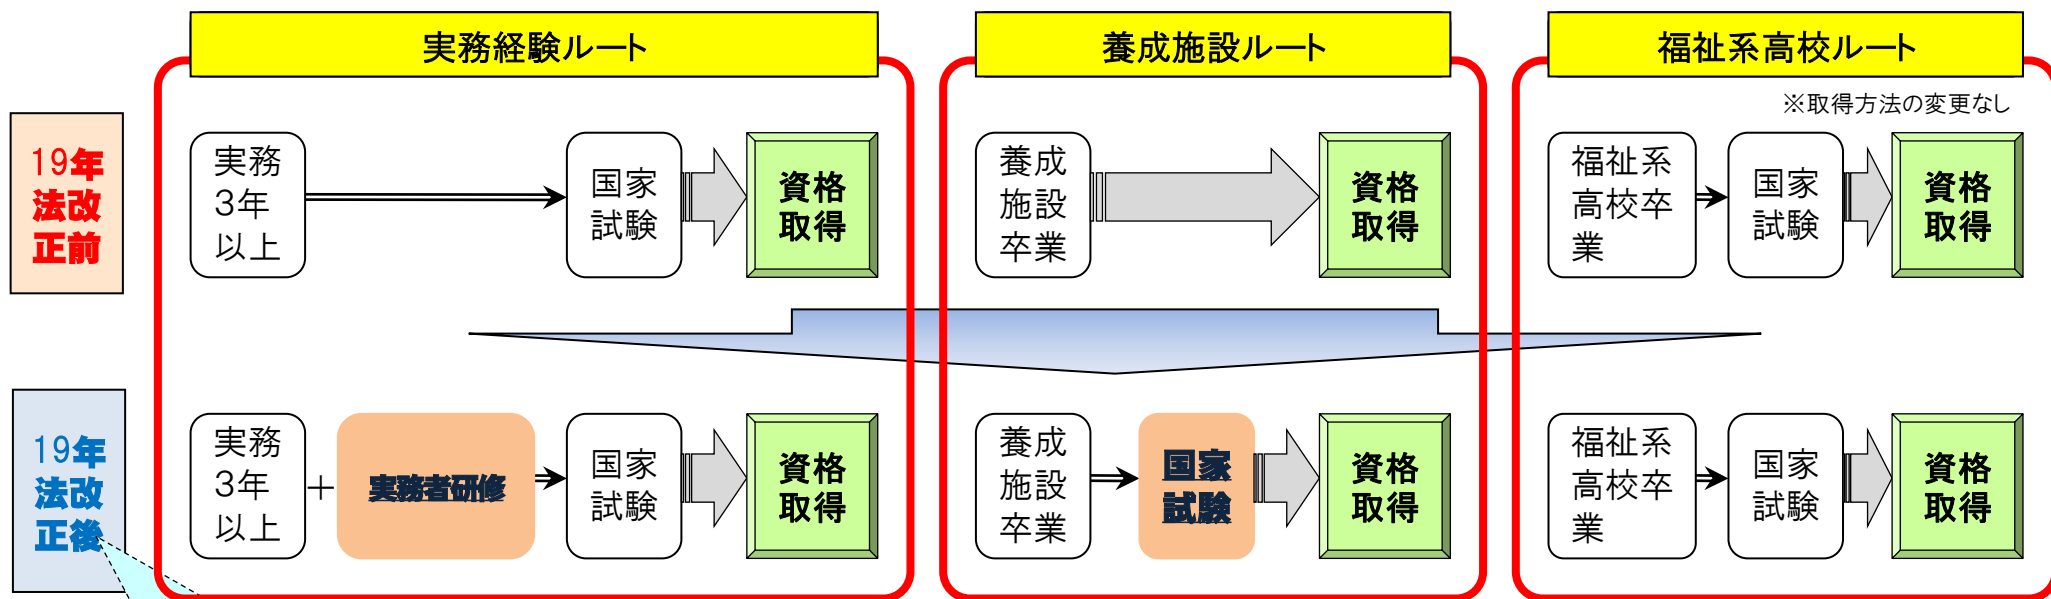 実務経験ルート
養成施設ルート
福祉系高校ルート
※取得方法の変更なし
19年
法改
正前
実務
3年
以上
国家
試験
資格
取得
養成
施設
卒業
資格
取得
福祉系
高校卒
業
国家
試験
資格
取得
19年
法改
正後
実務
3年
以上
＋
実務者研修
国家
試験
資格
取得
養成
施設
卒業
国家
試験
資格
取得
福祉系
高校卒
業
国家
試験
資格
取得